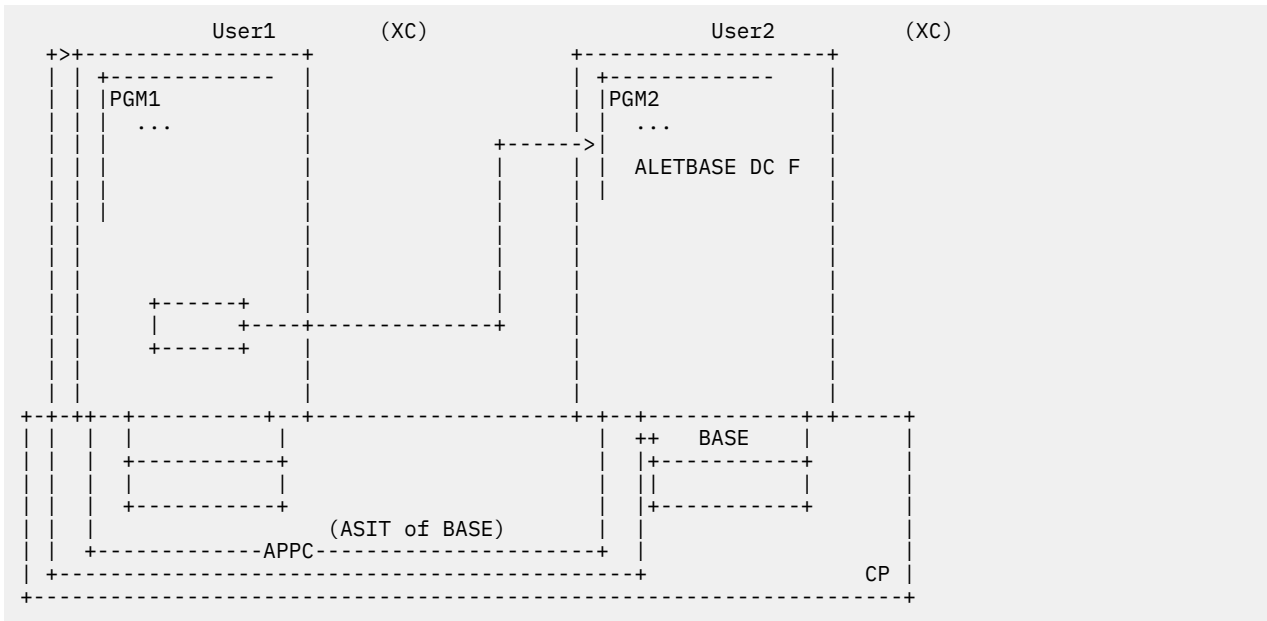 User1 (XC) User2 (XC)
PGM1 PGM2
... ...
ALETBASE DC F
BASE
(ASIT of BASE)
APPC
CP